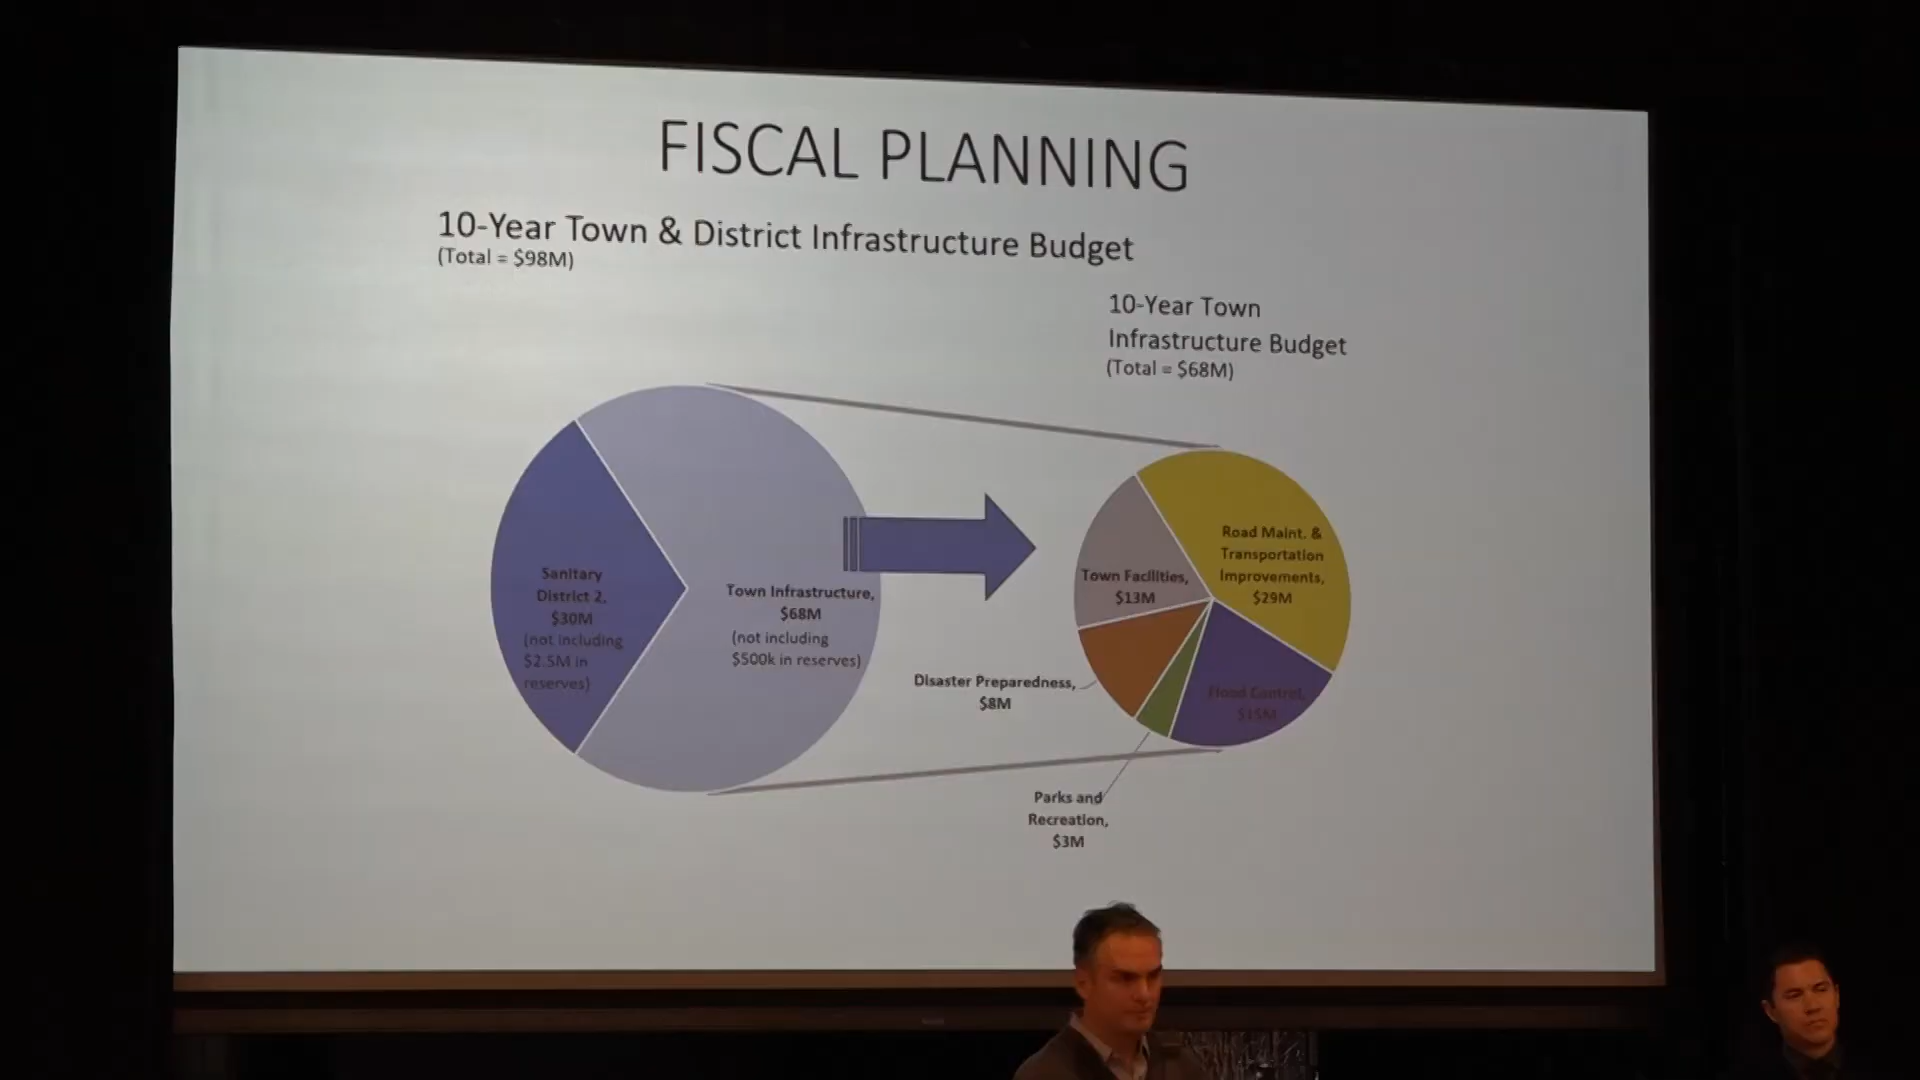 FISCAL PLANNING
10-Year Town & District Infrastructure Budget
(Total = $98M)
10-Year Town
Infrastructure Budget
(Total = $68M)
Sanitary
District 2,
$30M
(not including
$2.5M in
reserves)
Town Infrastructure,
$68M
(not including
$500k in reserves)
Town Facilities,
$13M
Road Maint. &
Transportation
Improvements,
$29M
Disaster Preparedness,
$8M
Flood Control,
$15M
Parks and
Recreation,
$3M